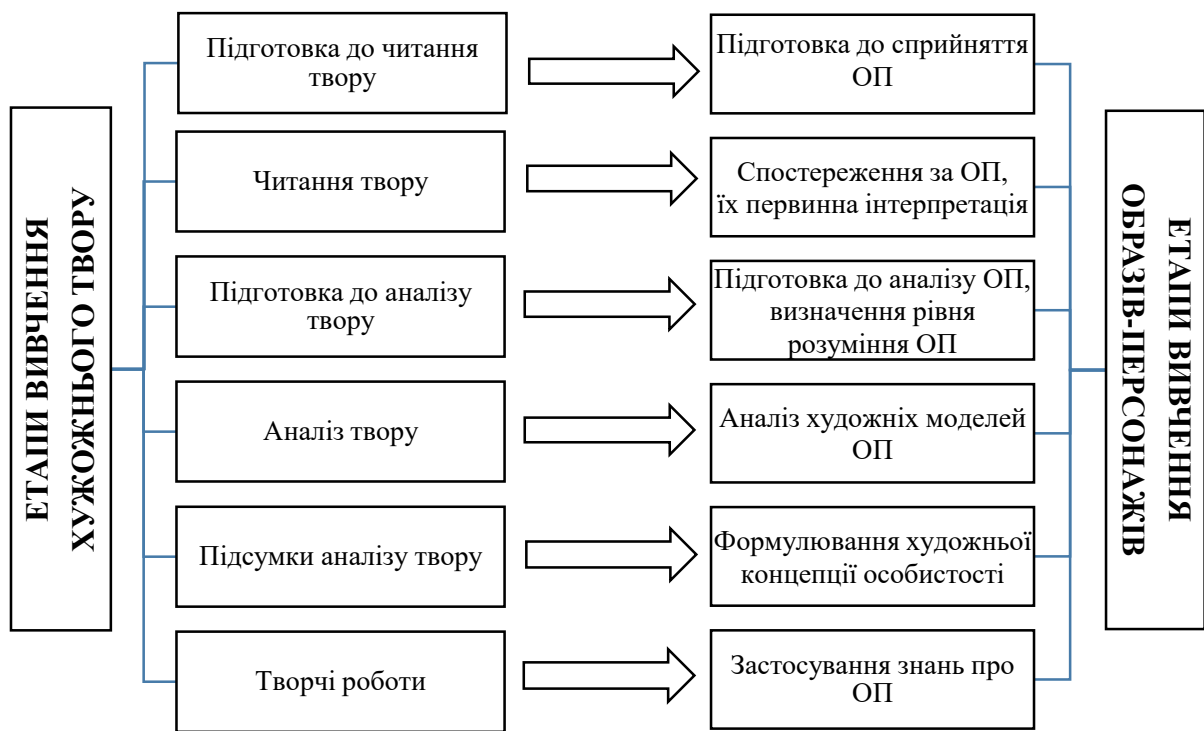 ЕТАПИ ВИВЧЕННЯ
ХУЖОЖНЬОГО ТВОРУ
Підготовка до читання
твору
Підготовка до сприйняття
ОП
Читання твору
Спостереження за ОП,
їх первинна інтерпретація
Підготовка до аналізу
твору
Підготовка до аналізу ОП,
визначення рівня
розуміння ОП
Аналіз твору
Аналіз художніх моделей
ОП
Підсумки аналізу твору
Формулювання художньої
концепції особистості
Творчі роботи
Застосування знань про
ОП
ЕТАПИ ВИВЧЕННЯ
ОБРАЗІВ-ПЕРСОНАЖІВ